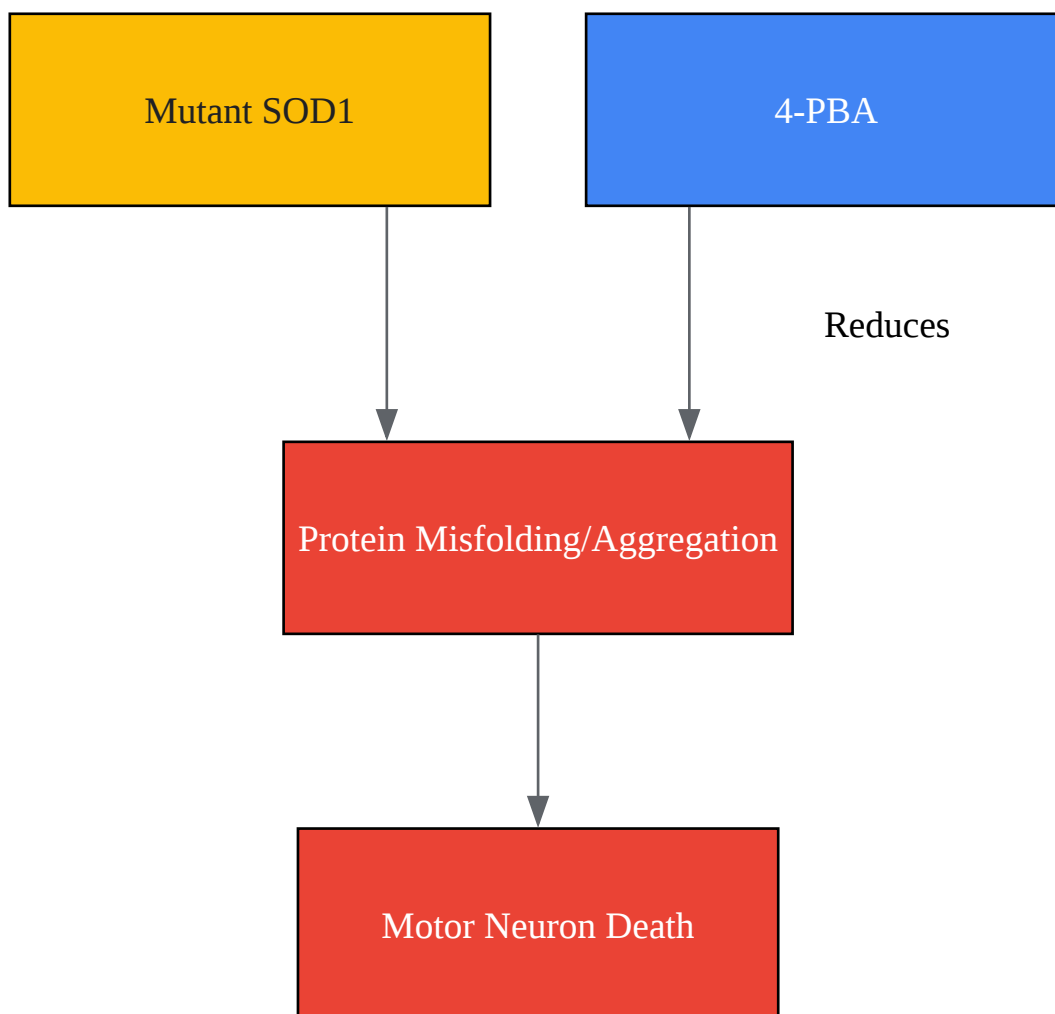 Mutant SOD1
4-PBA
Reduces
Protein Misfolding/Aggregation
Motor Neuron Death